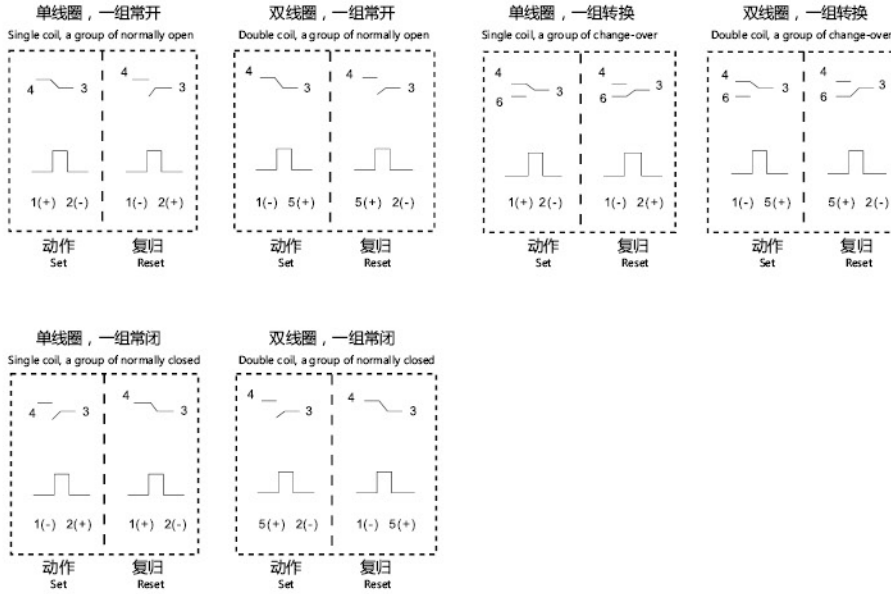 单线圈，一组常开
Single coil, a group of normally open
4 3 4 3
1(+) 2(-) 1(-) 2(+)
动作 复归
Set Reset
双线圈，一组常开
Double coil, a group of normally open
4 3 4 3
1(-) 5(+) 5(+) 2(-)
动作 复归
Set Reset
单线圈，一组转换
Single coil, a group of change-over
4 3 4 3
6 6
1(+) 2(-) 1(-) 2(+)
动作 复归
Set Reset
双线圈，一组转换
Double coil, a group of change-over
4 3 4 3
6 6
1(-) 5(+) 5(+) 2(-)
动作 复归
Set Reset
单线圈，一组常闭
Single coil, a group of normally closed
4 3 4 3
1(-) 2(+) 1(+) 2(-)
动作 复归
Set Reset
双线圈，一组常闭
Double coil, a group of normally closed
4 3 4 3
5(+) 2(-) 1(-) 5(+)
动作 复归
Set Reset